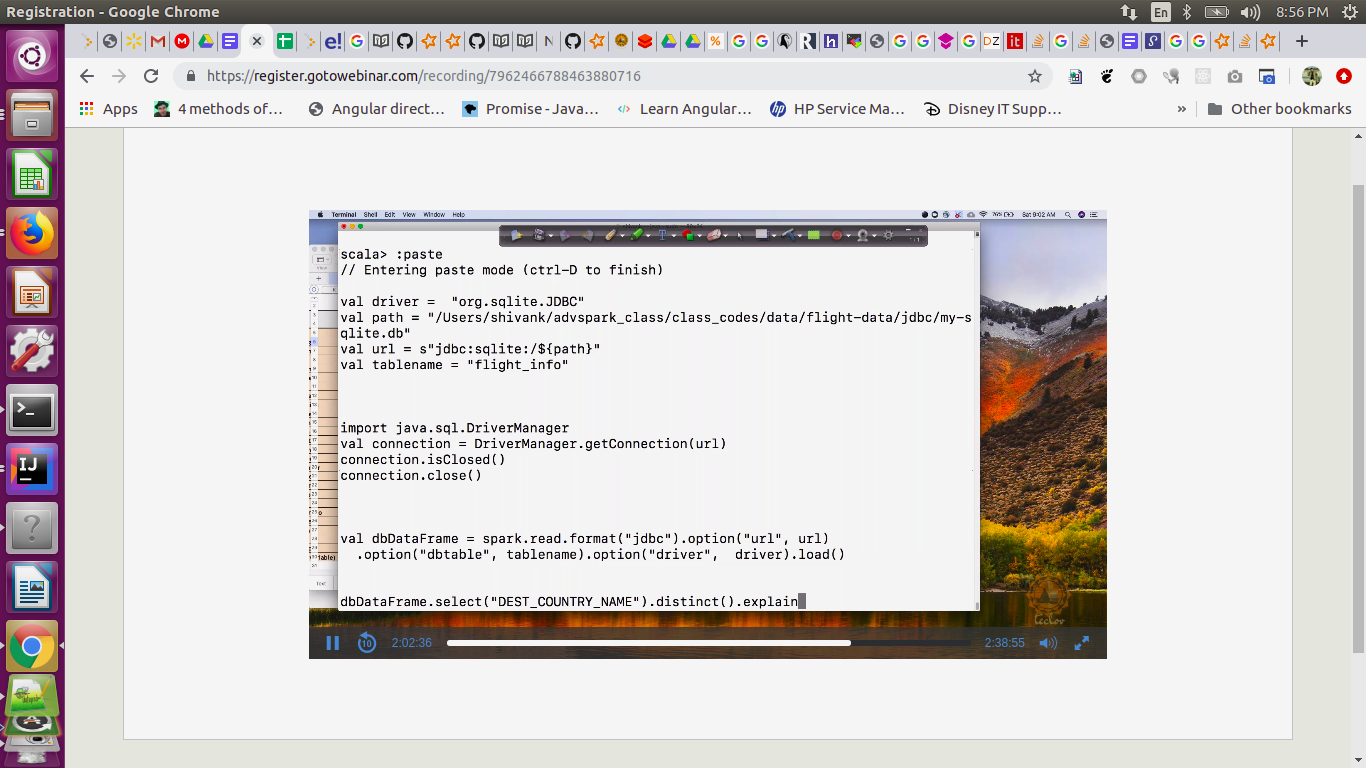 Registration - Google Chrome
En
8:56 PM
https://register.gotowebinar.com/recording/7962466788463880716
Apps
4 methods of…
Angular direct…
Promise - Java…
Learn Angular…
HP Service Ma…
Disney IT Supp…
»
Other bookmarks
Terminal Shell Edit View Window Help
76%
Sat 9:02 AM
scala> :paste
// Entering paste mode (ctrl-D to finish)
val driver =  "org.sqlite.JDBC"
val path = "/Users/shivank/advspark_class/class_codes/data/flight-data/jdbc/my-s
qlite.db"
val url = s"jdbc:sqlite:/${path}"
val tablename = "flight_info"
import java.sql.DriverManager
val connection = DriverManager.getConnection(url)
connection.isClosed()
connection.close()
val dbDataFrame = spark.read.format("jdbc").option("url", url)
  .option("dbtable", tablename).option("driver",  driver).load()
dbDataFrame.select("DEST_COUNTRY_NAME").distinct().explain
10
2:02:36
2:38:55